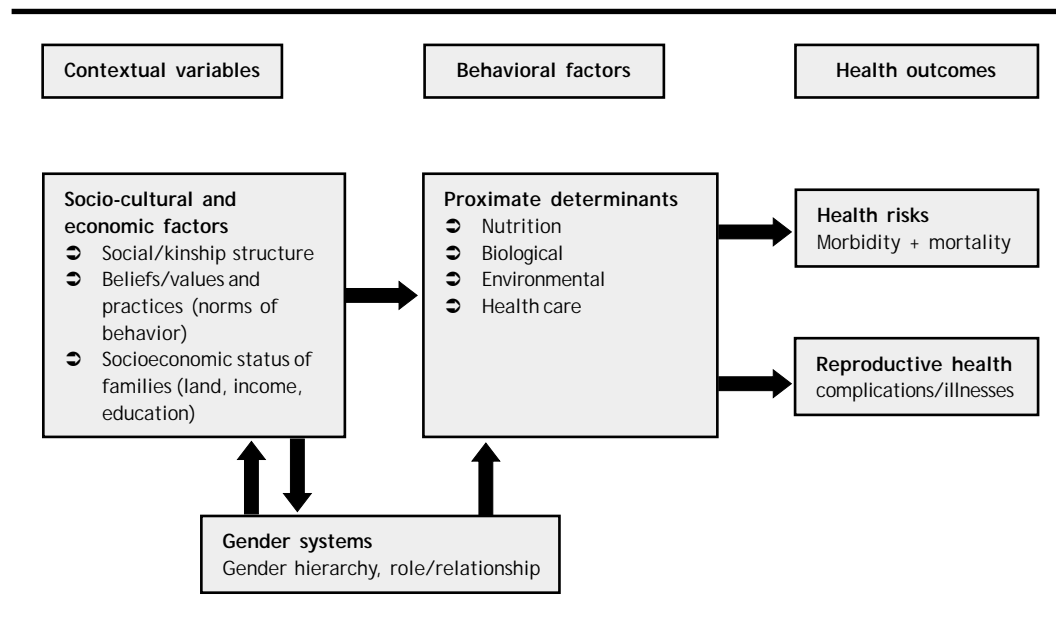 Contextual variables
Behavioral factors
Health outcomes
Socio-cultural and
economic factors
➲ Social/kinship structure
➲ Beliefs/values and
practices (norms of
behavior)
➲ Socioeconomic status of
families (land, income,
education)
Proximate determinants
➲ Nutrition
➲ Biological
➲ Environmental
➲ Health care
Health risks
Morbidity + mortality
Reproductive health
complications/illnesses
Gender systems
Gender hierarchy, role/relationship